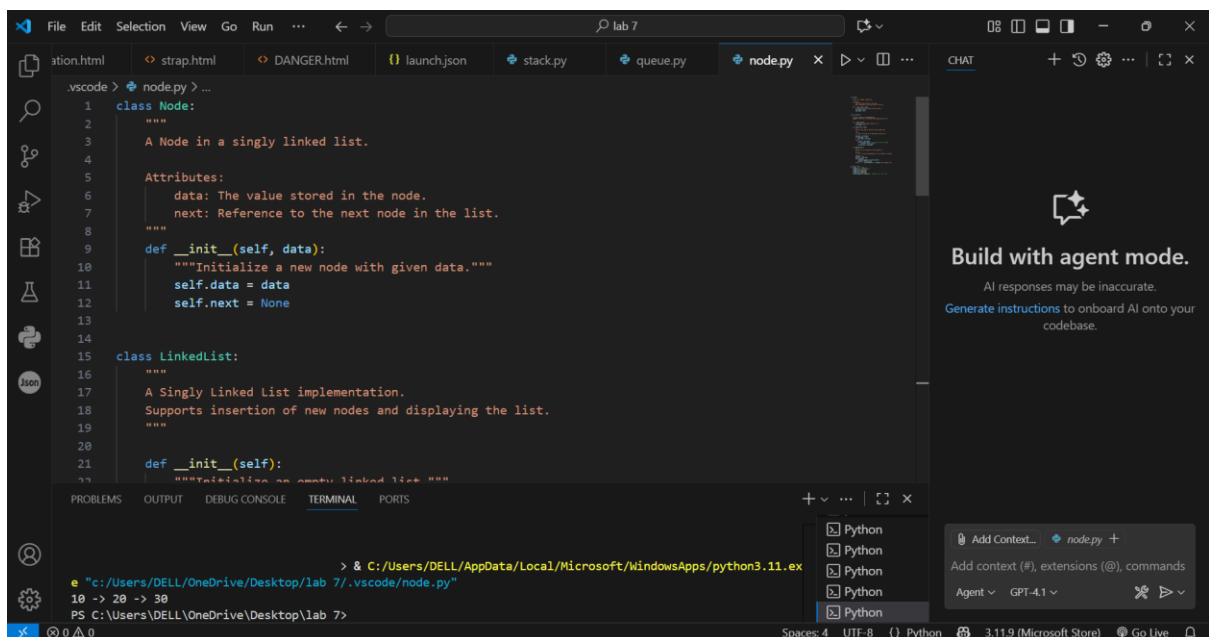 File Edit Selection View Go Run ··· lab 7
ation.html strap.html DANGER.html launch.json stack.py queue.py node.py
.vscode > node.py > ...
1 class Node:
2 """
3 A Node in a singly linked list.
4
5 Attributes:
6 data: The value stored in the node.
7 next: Reference to the next node in the list.
8 """
9 def __init__(self, data):
10 """Initialize a new node with given data."""
11 self.data = data
12 self.next = None
13
14
15 class LinkedList:
16 """
17 A Singly Linked List implementation.
18 Supports insertion of new nodes and displaying the list.
19 """
20
21 def __init__(self):
22 """Initialize an empty linked list."""
PROBLEMS OUTPUT DEBUG CONSOLE TERMINAL PORTS
> & C:/Users/DELL/AppData/Local/Microsoft/WindowsApps/python3.11.ex
e "c:/Users/DELL/OneDrive/Desktop/lab 7/.vscode/node.py"
10 -> 20 -> 30
PS C:\Users\DELL\OneDrive\Desktop\lab 7>
Python
Python
Python
Python
Python
CHAT
Build with agent mode.
AI responses may be inaccurate.
Generate instructions to onboard AI onto your
codebase.
Add Context... node.py +
Add context (#), extensions (@), commands
Agent GPT-4.1
Json
0 0 Spaces: 4 UTF-8 {} Python 3.11.9 (Microsoft Store) Go Live